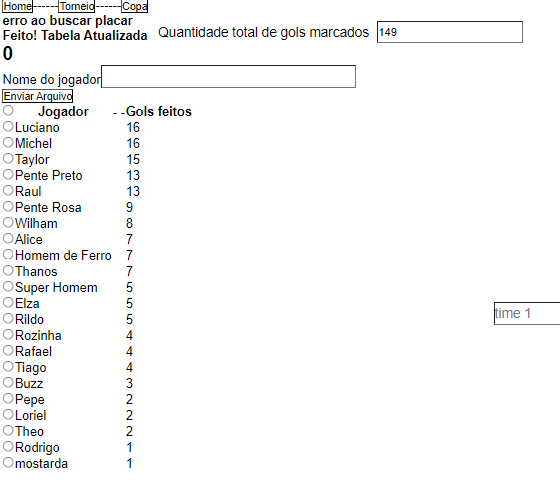 Home------Torneio------Copa
erro ao buscar placar
Feito! Tabela Atualizada Quantidade total de gols marcados 149
0
Nome do jogador
Enviar Arquivo
Jogador - -Gols feitos
Luciano 16
Michel 16
Taylor 15
Pente Preto 13
Raul 13
Pente Rosa 9
Wilham 8
Alice 7
Homem de Ferro 7
Thanos 7
Super Homem 5
Elza 5
time 1
Rildo 5
Rozinha 4
Rafael 4
Tiago 4
Buzz 3
Pepe 2
Loriel 2
Theo 2
Rodrigo 1
mostarda 1